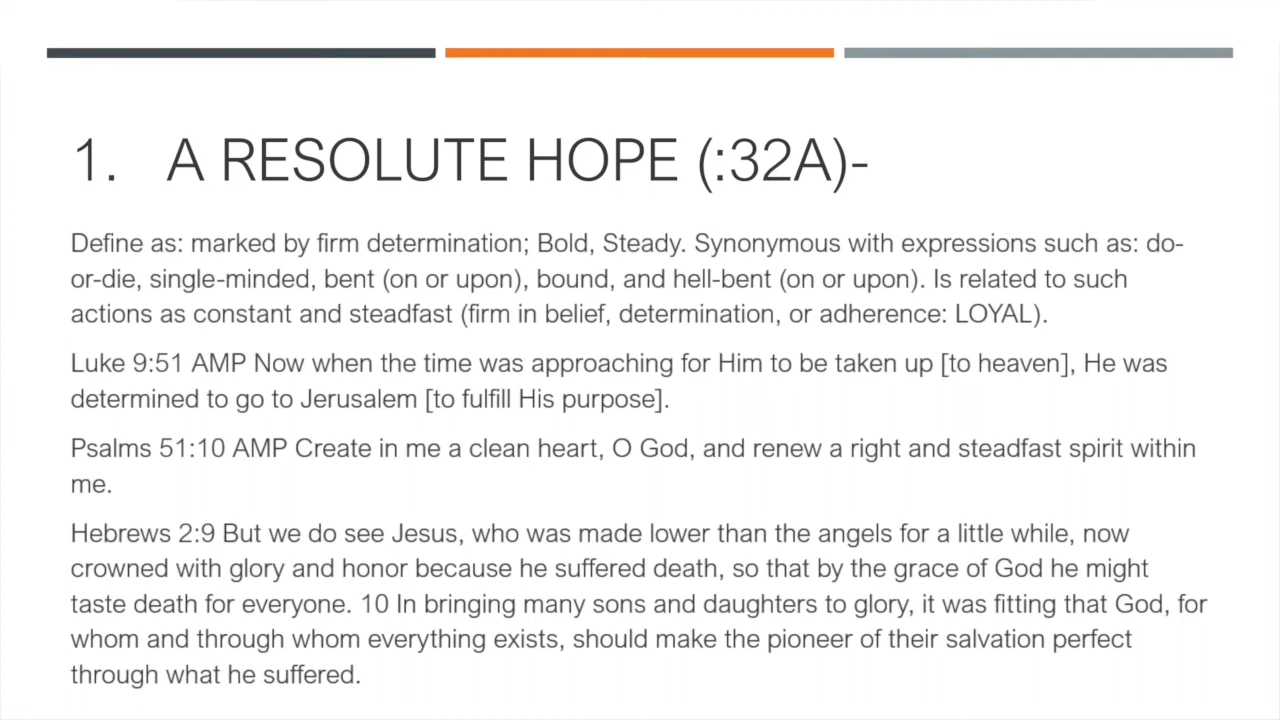 1. A RESOLUTE HOPE (:32A)-
Define as: marked by firm determination; Bold, Steady. Synonymous with expressions such as: do-
or-die, single-minded, bent (on or upon), bound, and hell-bent (on or upon). Is related to such
actions as constant and steadfast (firm in belief, determination, or adherence: LOYAL).
Luke 9:51 AMP Now when the time was approaching for Him to be taken up [to heaven], He was
determined to go to Jerusalem [to fulfill His purpose].
Psalms 51:10 AMP Create in me a clean heart, O God, and renew a right and steadfast spirit within
me.
Hebrews 2:9 But we do see Jesus, who was made lower than the angels for a little while, now
crowned with glory and honor because he suffered death, so that by the grace of God he might
taste death for everyone. 10 In bringing many sons and daughters to glory, it was fitting that God, for
whom and through whom everything exists, should make the pioneer of their salvation perfect
through what he suffered.